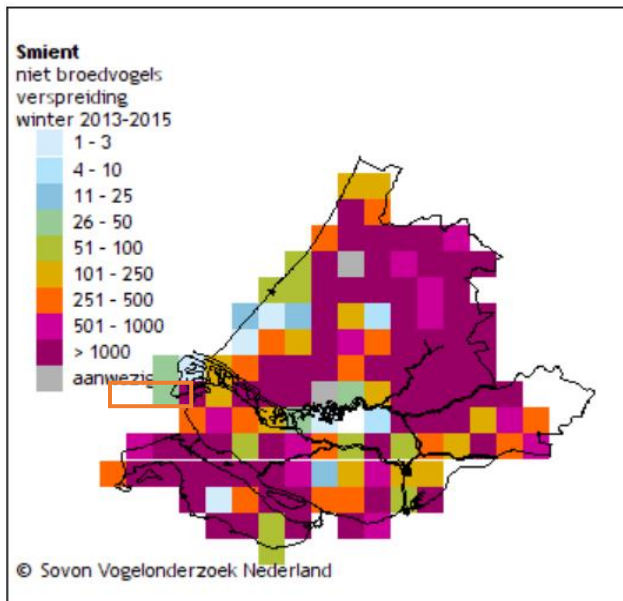 Smient
niet broedvogels
verspreiding
winter 2013-2015
1 - 3
4 - 10
11 - 25
26 - 50
51 - 100
101 - 250
251 - 500
501 - 1000
> 1000
aanwezig
© Sovon Vogelonderzoek Nederland